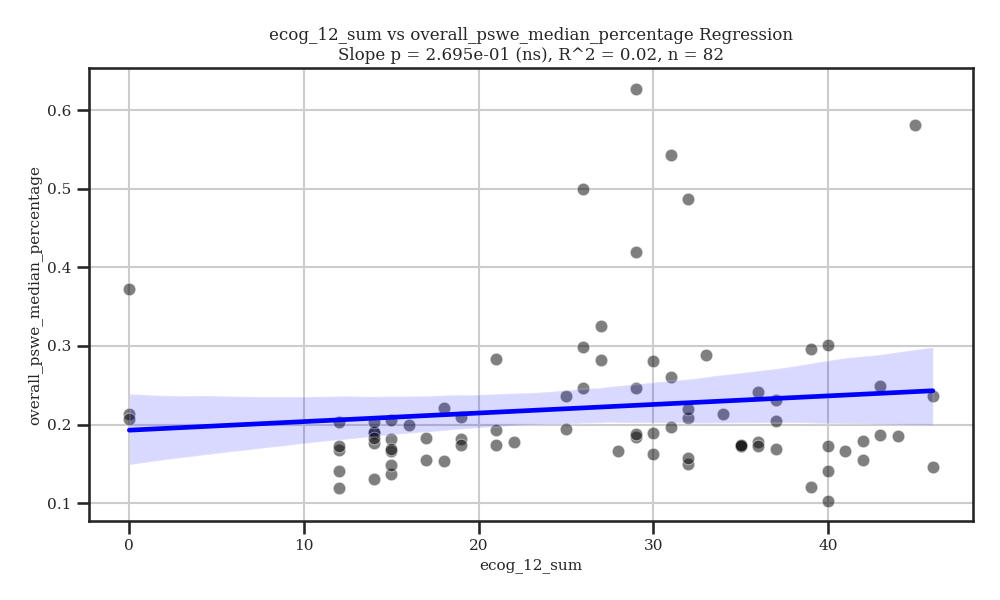 ecog_12_sum vs overall_pswe_median_percentage Regression
Slope p = 2.695e-01 (ns), R^2 = 0.02, n = 82
overall_pswe_median_percentage
0.6
0.5
0.4
0.3
0.2
0.1
0
10
20
30
40
ecog_12_sum